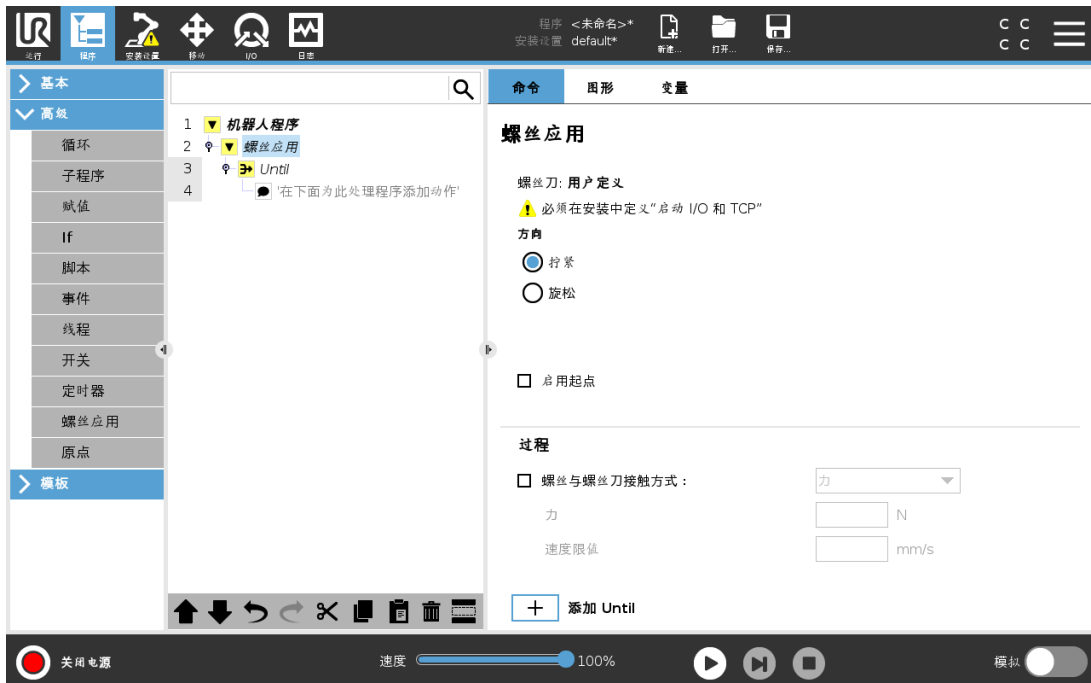 程序 <未命名>*
安装设置 default*
C C
C C
运行
程序
安装设置
移动
I/O
日志
新建...
打开...
保存...
基本
高级
循环
子程序
赋值
If
脚本
事件
线程
开关
定时器
螺丝应用
原点
模板
1 机器人程序
2 螺丝应用
3 Until
4 '在下面为此处理程序添加动作'
命令 图形 变量
螺丝应用
螺丝刀: 用户定义
必须在安装中定义“启动 I/O 和 TCP”
方向
拧紧
旋松
启用起点
过程
螺丝与螺丝刀接触方式： 力
力 N
速度限值 mm/s
添加 Until
关闭电源
速度 100%
模拟